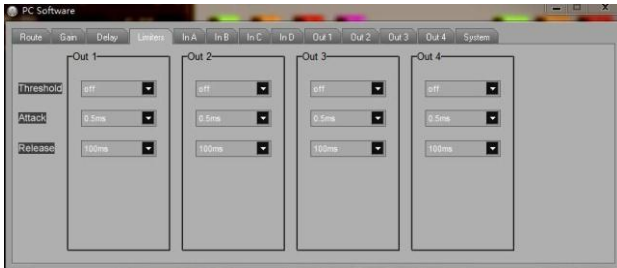 PC Software
Route Gain Delay Limiters In A In B In C In D Out 1 Out 2 Out 3 Out 4 System
Out 1 Out 2 Out 3 Out 4
Threshold off off off off
Attack 0.5ms 0.5ms 0.5ms 0.5ms
Release 100ms 100ms 100ms 100ms